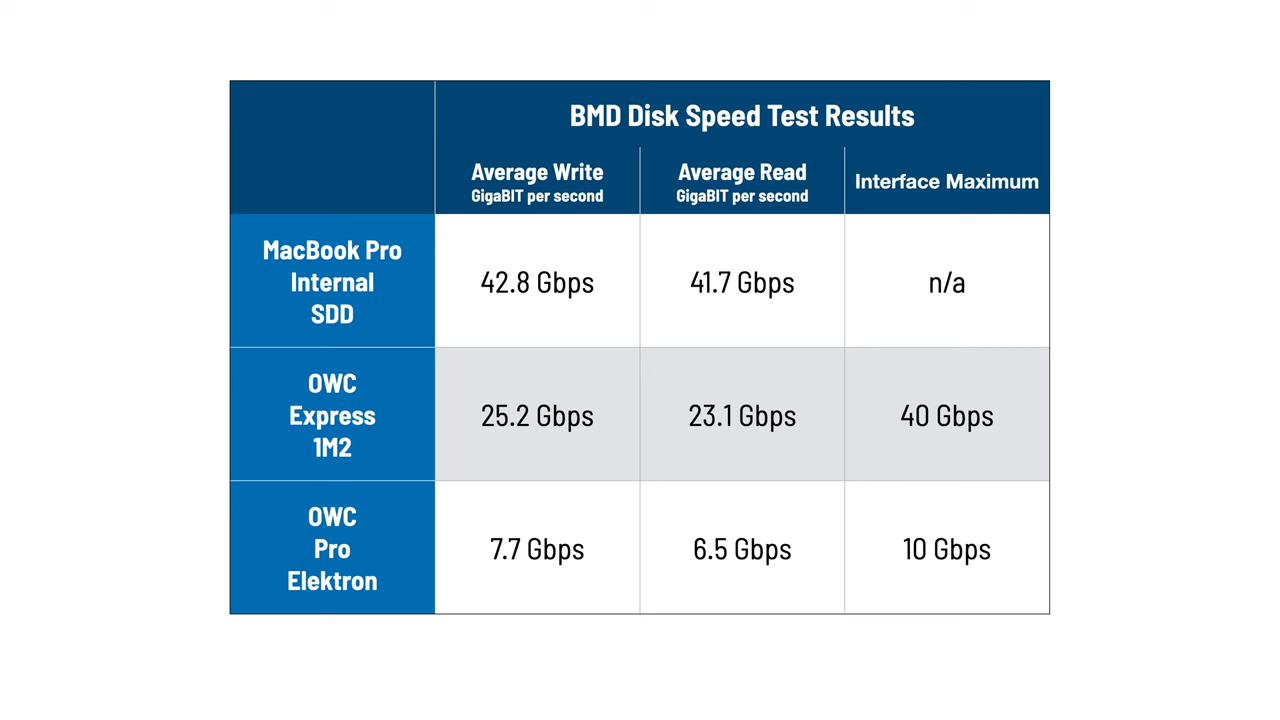 BMD Disk Speed Test Results
Average Write
GigaBIT per second
Average Read
GigaBIT per second
Interface Maximum
MacBook Pro
Internal
SDD
42.8 Gbps
41.7 Gbps
n/a
OWC
Express
1M2
25.2 Gbps
23.1 Gbps
40 Gbps
OWC
Pro
Elektron
7.7 Gbps
6.5 Gbps
10 Gbps